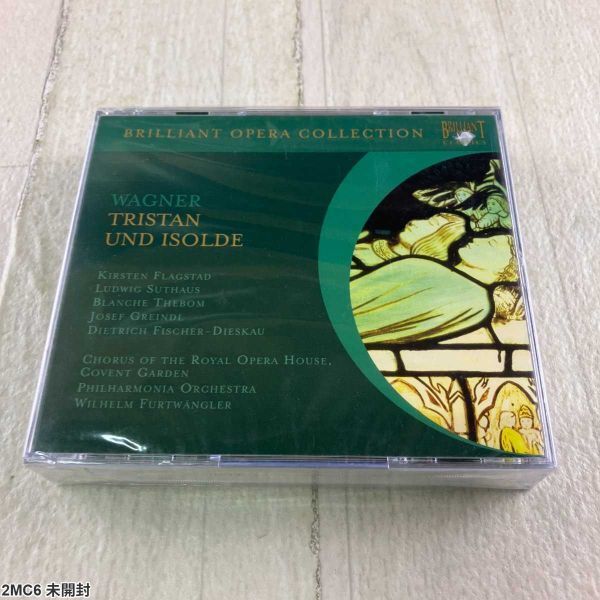 BRILLIANT OPERA COLLECTION
BRILLIANT
CLASSICS
WAGNER
TRISTAN
UND ISOLDE
KIRSTEN FLAGSTAD
LUDWIG SUTHAUS
BLANCHE THEBOM
JOSEF GREINDL
DIETRICH FISCHER-DIESKAU
CHORUS OF THE ROYAL OPERA HOUSE,
COVENT GARDEN
PHILHARMONIA ORCHESTRA
WILHELM FURTWÄNGLER
2MC6 未開封